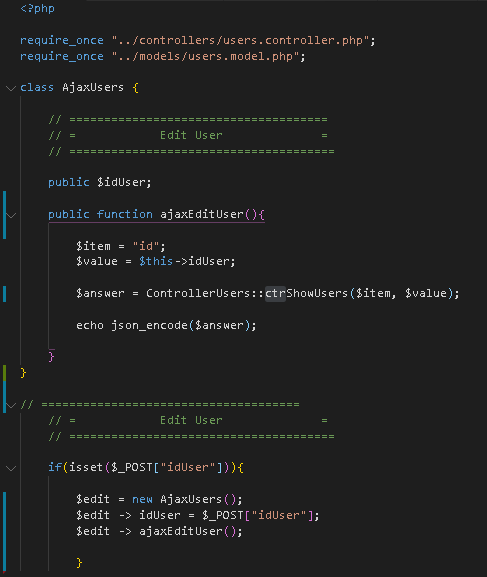 <?php
require_once "../controllers/users.controller.php";
require_once "../models/users.model.php";
class AjaxUsers {
// =====================================
// =            Edit User              =
// ======================================
public $idUser;
public function ajaxEditUser(){
$item = "id";
$value = $this->idUser;
$answer = ControllerUsers::ctrShowUsers($item, $value);
echo json_encode($answer);
}
}
// =====================================
// =            Edit User              =
// ======================================
if(isset($_POST["idUser"])){
$edit = new AjaxUsers();
$edit -> idUser = $_POST["idUser"];
$edit -> ajaxEditUser();
}